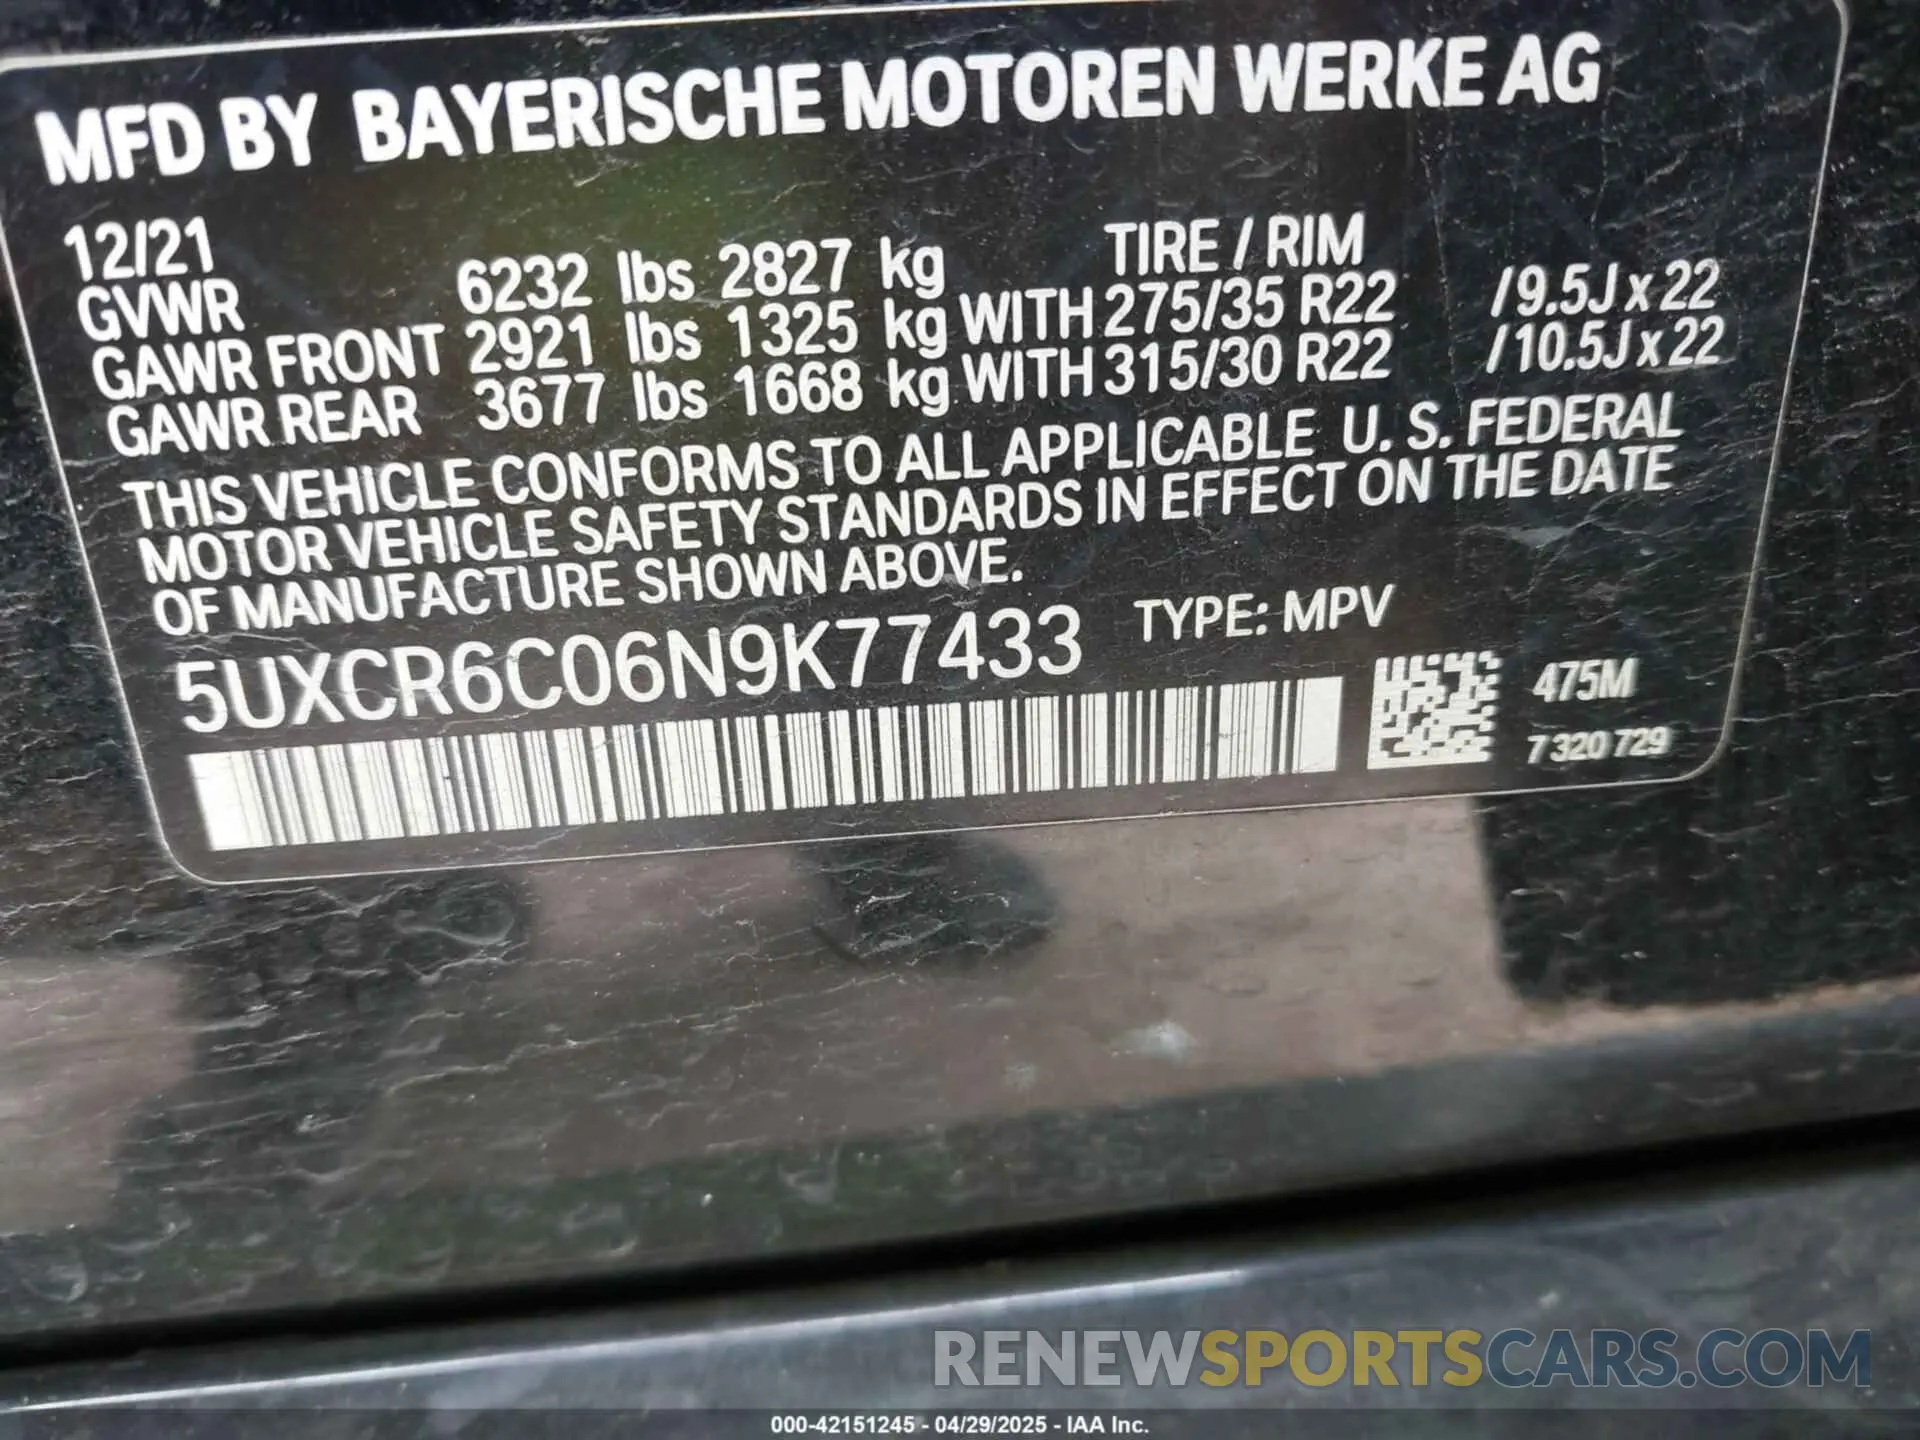 MFD BY BAYERISCHE MOTOREN WERKE AG
12/21 TIRE / RIM
GVWR 6232 lbs 2827 kg
GAWR FRONT 2921 lbs 1325 kg WITH 275/35 R22 /9.5J x 22
GAWR REAR 3677 lbs 1668 kg WITH 315/30 R22 /10.5J x 22
THIS VEHICLE CONFORMS TO ALL APPLICABLE U. S. FEDERAL
MOTOR VEHICLE SAFETY STANDARDS IN EFFECT ON THE DATE
OF MANUFACTURE SHOWN ABOVE.
5UXCR6C06N9K77433 TYPE: MPV
475M
7 320 729
RENEWSPORTSCARS.COM
000-42151245 - 04/29/2025 - IAA Inc.